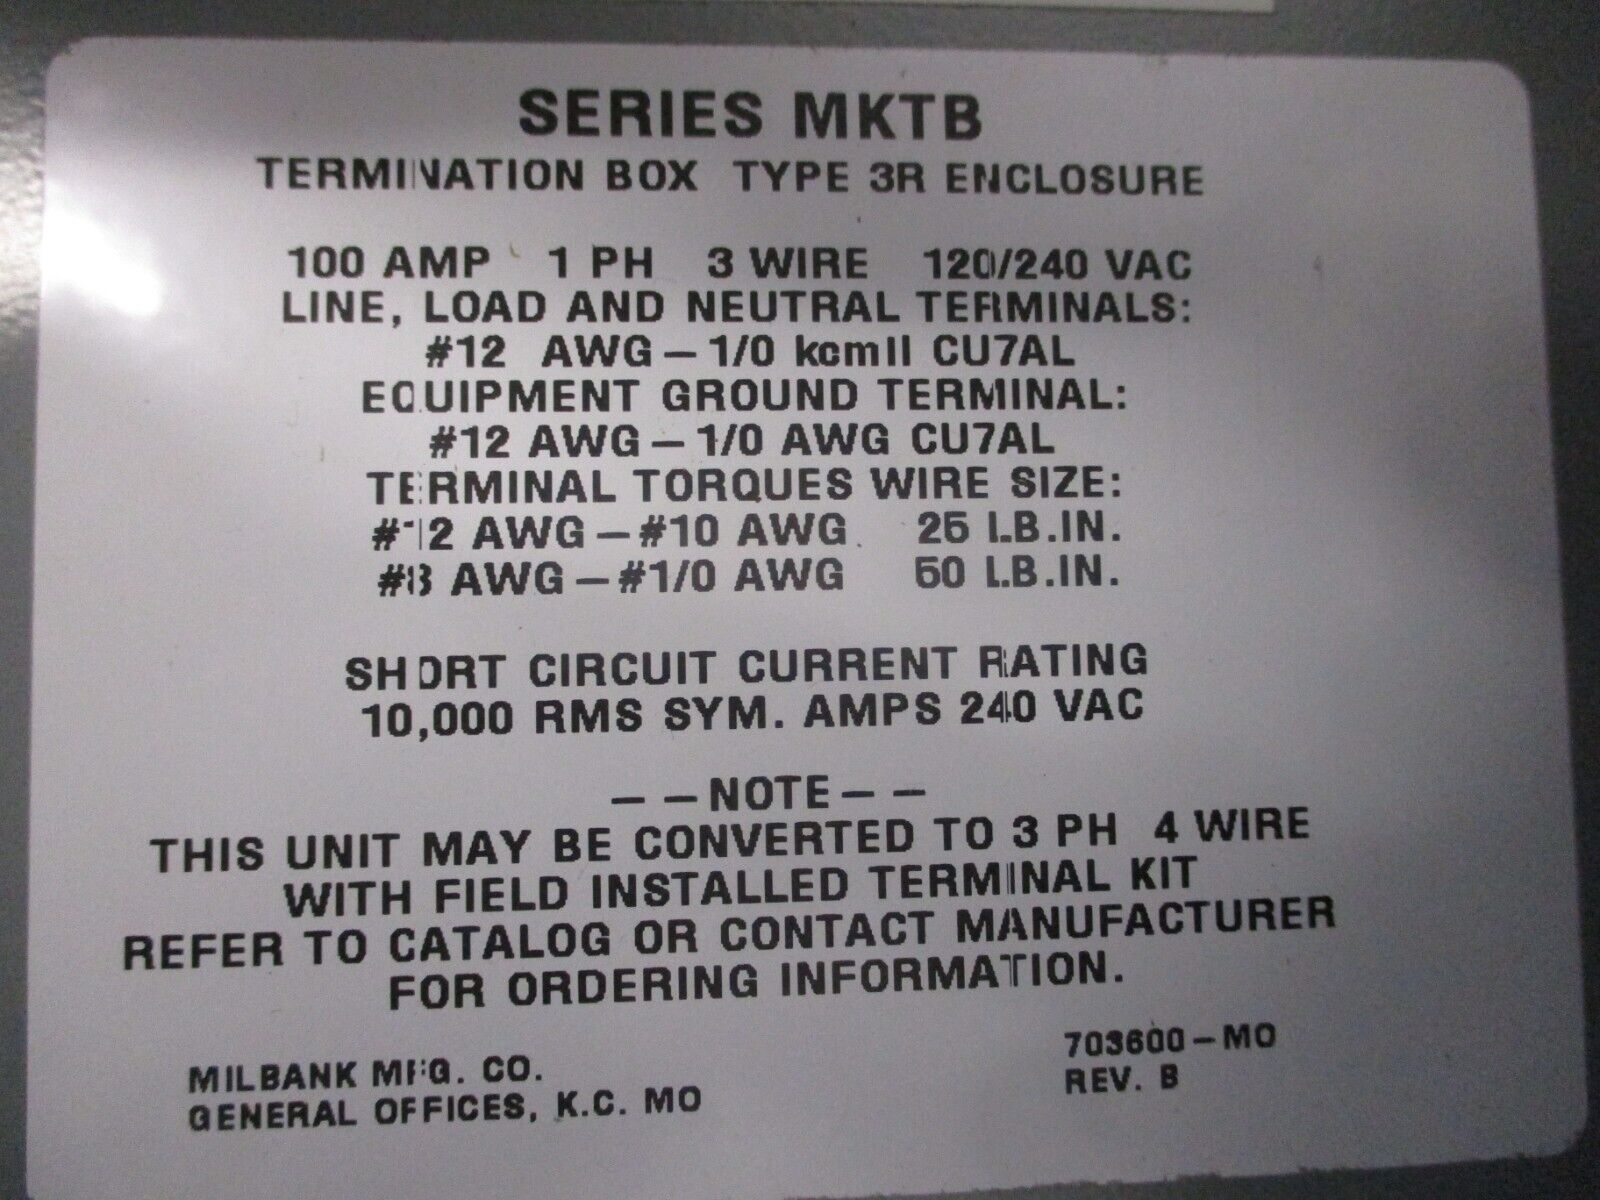 SERIES MKTB
TERMINATION BOX TYPE 3R ENCLOSURE
100 AMP 1 PH 3 WIRE 120/240 VAC
LINE, LOAD AND NEUTRAL TERMINALS:
#12 AWG – 1/0 kcmil CU7AL
EQUIPMENT GROUND TERMINAL:
#12 AWG – 1/0 AWG CU7AL
TERMINAL TORQUES WIRE SIZE:
#12 AWG – #10 AWG 25 LB.IN.
#8 AWG – #1/0 AWG 50 LB.IN.
SHORT CIRCUIT CURRENT RATING
10,000 RMS SYM. AMPS 240 VAC
– – NOTE – –
THIS UNIT MAY BE CONVERTED TO 3 PH 4 WIRE
WITH FIELD INSTALLED TERMINAL KIT
REFER TO CATALOG OR CONTACT MANUFACTURER
FOR ORDERING INFORMATION.
MILBANK MFG. CO.
GENERAL OFFICES, K.C. MO
703600 – MO
REV. B